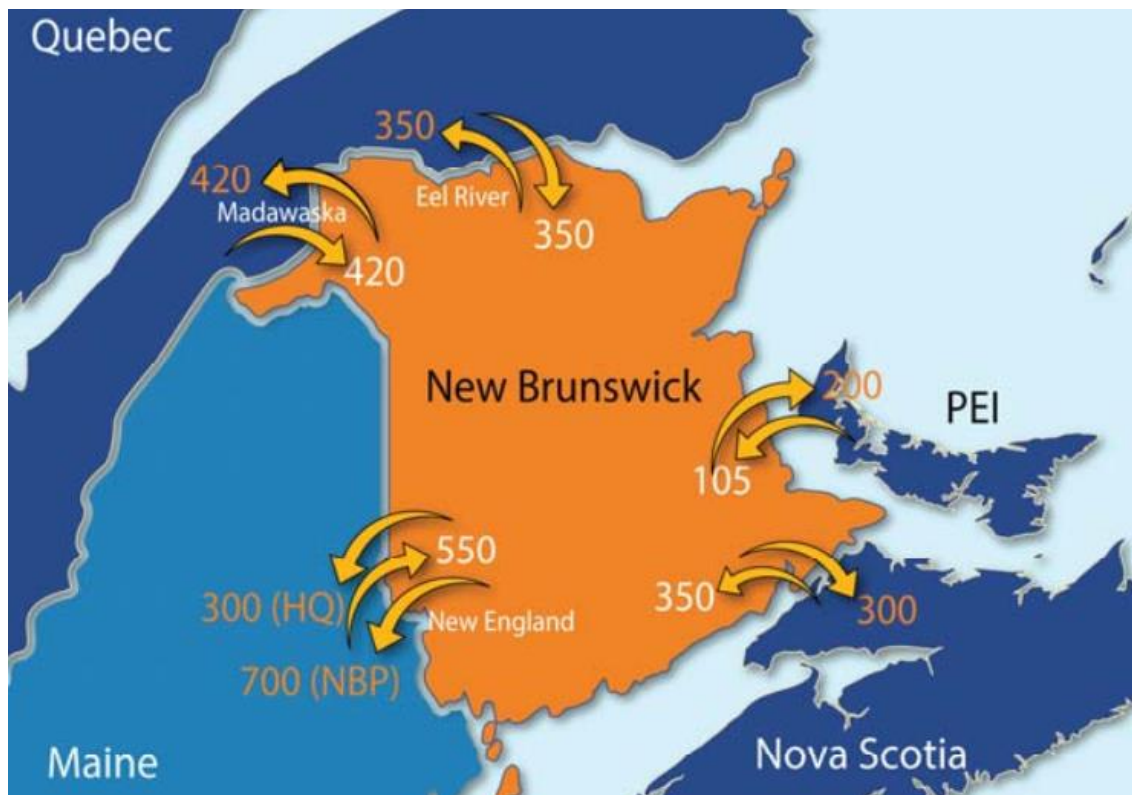 Quebec
350
420
Eel River
Madawaska
350
420
New Brunswick
200
PEI
105
550
350
300 (HQ)
New England
300
700 (NBP)
Maine
Nova Scotia